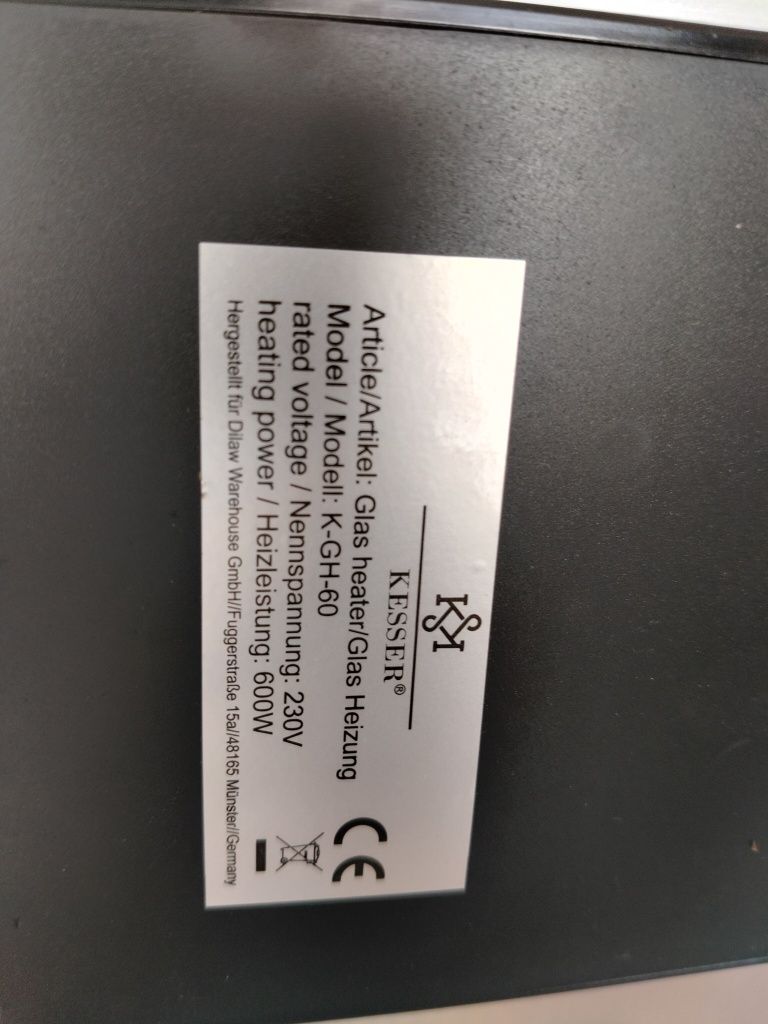 KESSER®
Article/Artikel: Glas heater/Glas Heizung
Model / Modell: K-GH-60
rated voltage / Nennspannung: 230V
heating power / Heizleistung: 600W
Hergestellt für Dilaw Warehouse GmbH//Fuggerstraße 15a//48165 Münster//Germany
CE